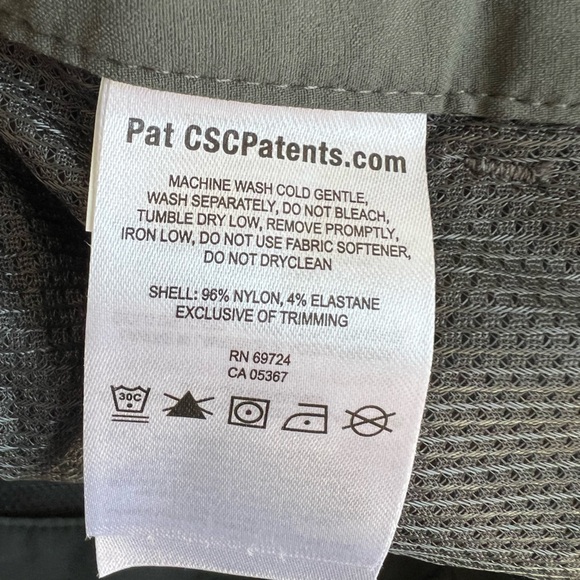 Pat CSCPatents.com
MACHINE WASH COLD GENTLE,
WASH SEPARATELY, DO NOT BLEACH,
TUMBLE DRY LOW, REMOVE PROMPTLY,
IRON LOW, DO NOT USE FABRIC SOFTENER,
DO NOT DRYCLEAN
SHELL: 96% NYLON, 4% ELASTANE
EXCLUSIVE OF TRIMMING
RN 69724
CA 05367
30C